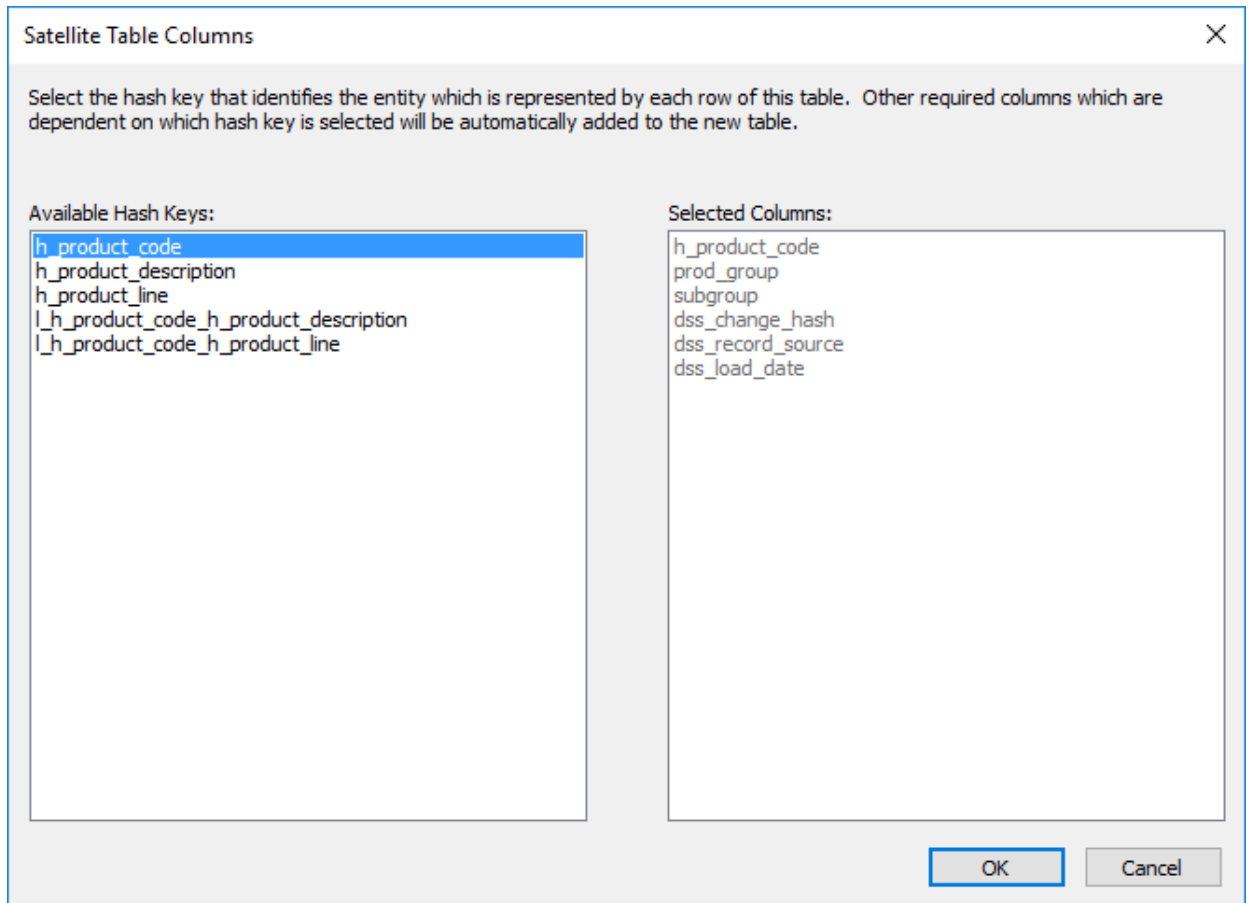 Satellite Table Columns
Select the hash key that identifies the entity which is represented by each row of this table.  Other required columns which are
dependent on which hash key is selected will be automatically added to the new table.
Available Hash Keys:
h_product_code
h_product_description
h_product_line
l_h_product_code_h_product_description
l_h_product_code_h_product_line
Selected Columns:
h_product_code
prod_group
subgroup
dss_change_hash
dss_record_source
dss_load_date
OK
Cancel